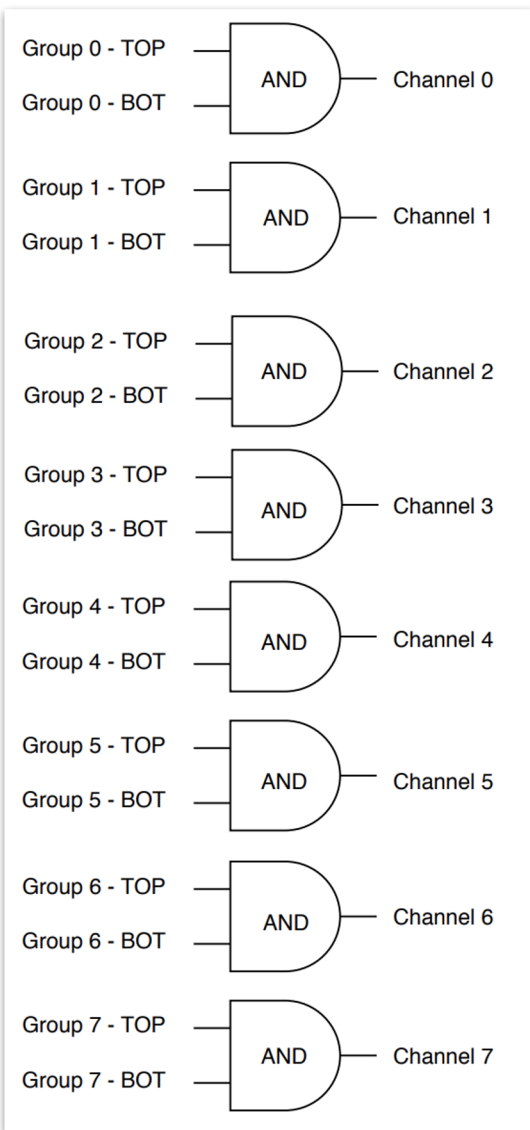 Group 0 - TOP
AND
Channel 0
Group 0 - BOT
Group 1 - TOP
AND
Channel 1
Group 1 - BOT
Group 2 - TOP
AND
Channel 2
Group 2 - BOT
Group 3 - TOP
AND
Channel 3
Group 3 - BOT
Group 4 - TOP
AND
Channel 4
Group 4 - BOT
Group 5 - TOP
AND
Channel 5
Group 5 - BOT
Group 6 - TOP
AND
Channel 6
Group 6 - BOT
Group 7 - TOP
AND
Channel 7
Group 7 - BOT